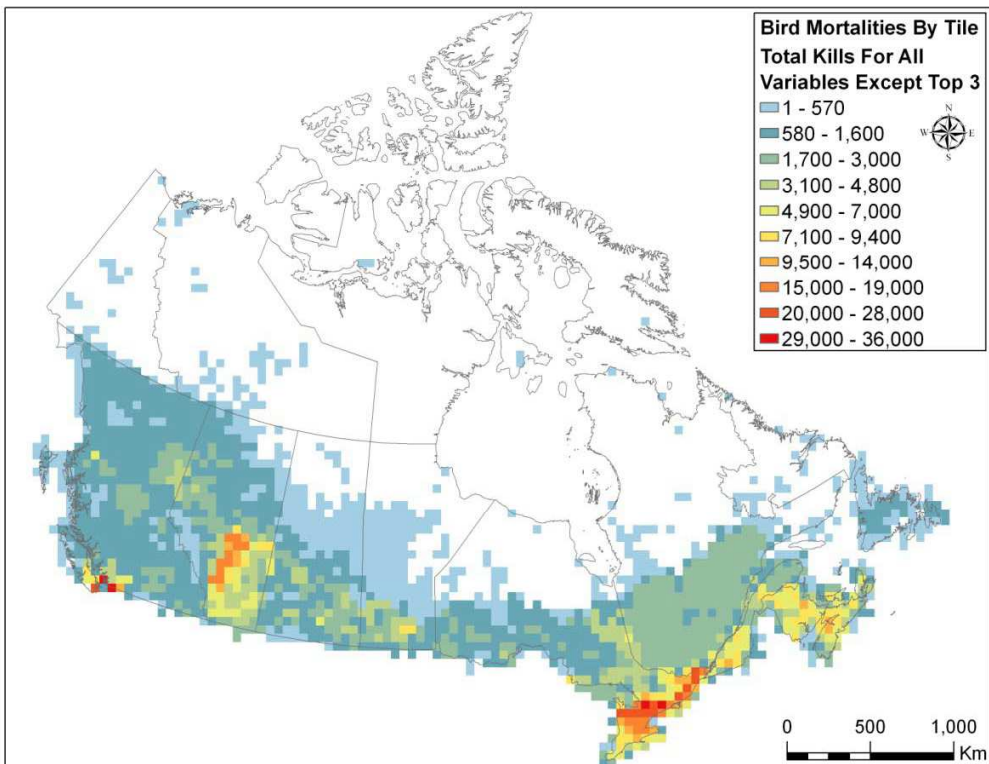 Bird Mortalities By Tile
Total Kills For All
Variables Except Top 3
1 - 570
580 - 1,600
1,700 - 3,000
3,100 - 4,800
4,900 - 7,000
7,100 - 9,400
9,500 - 14,000
15,000 - 19,000
20,000 - 28,000
29,000 - 36,000
N
W E
S
0 500 1,000
Km